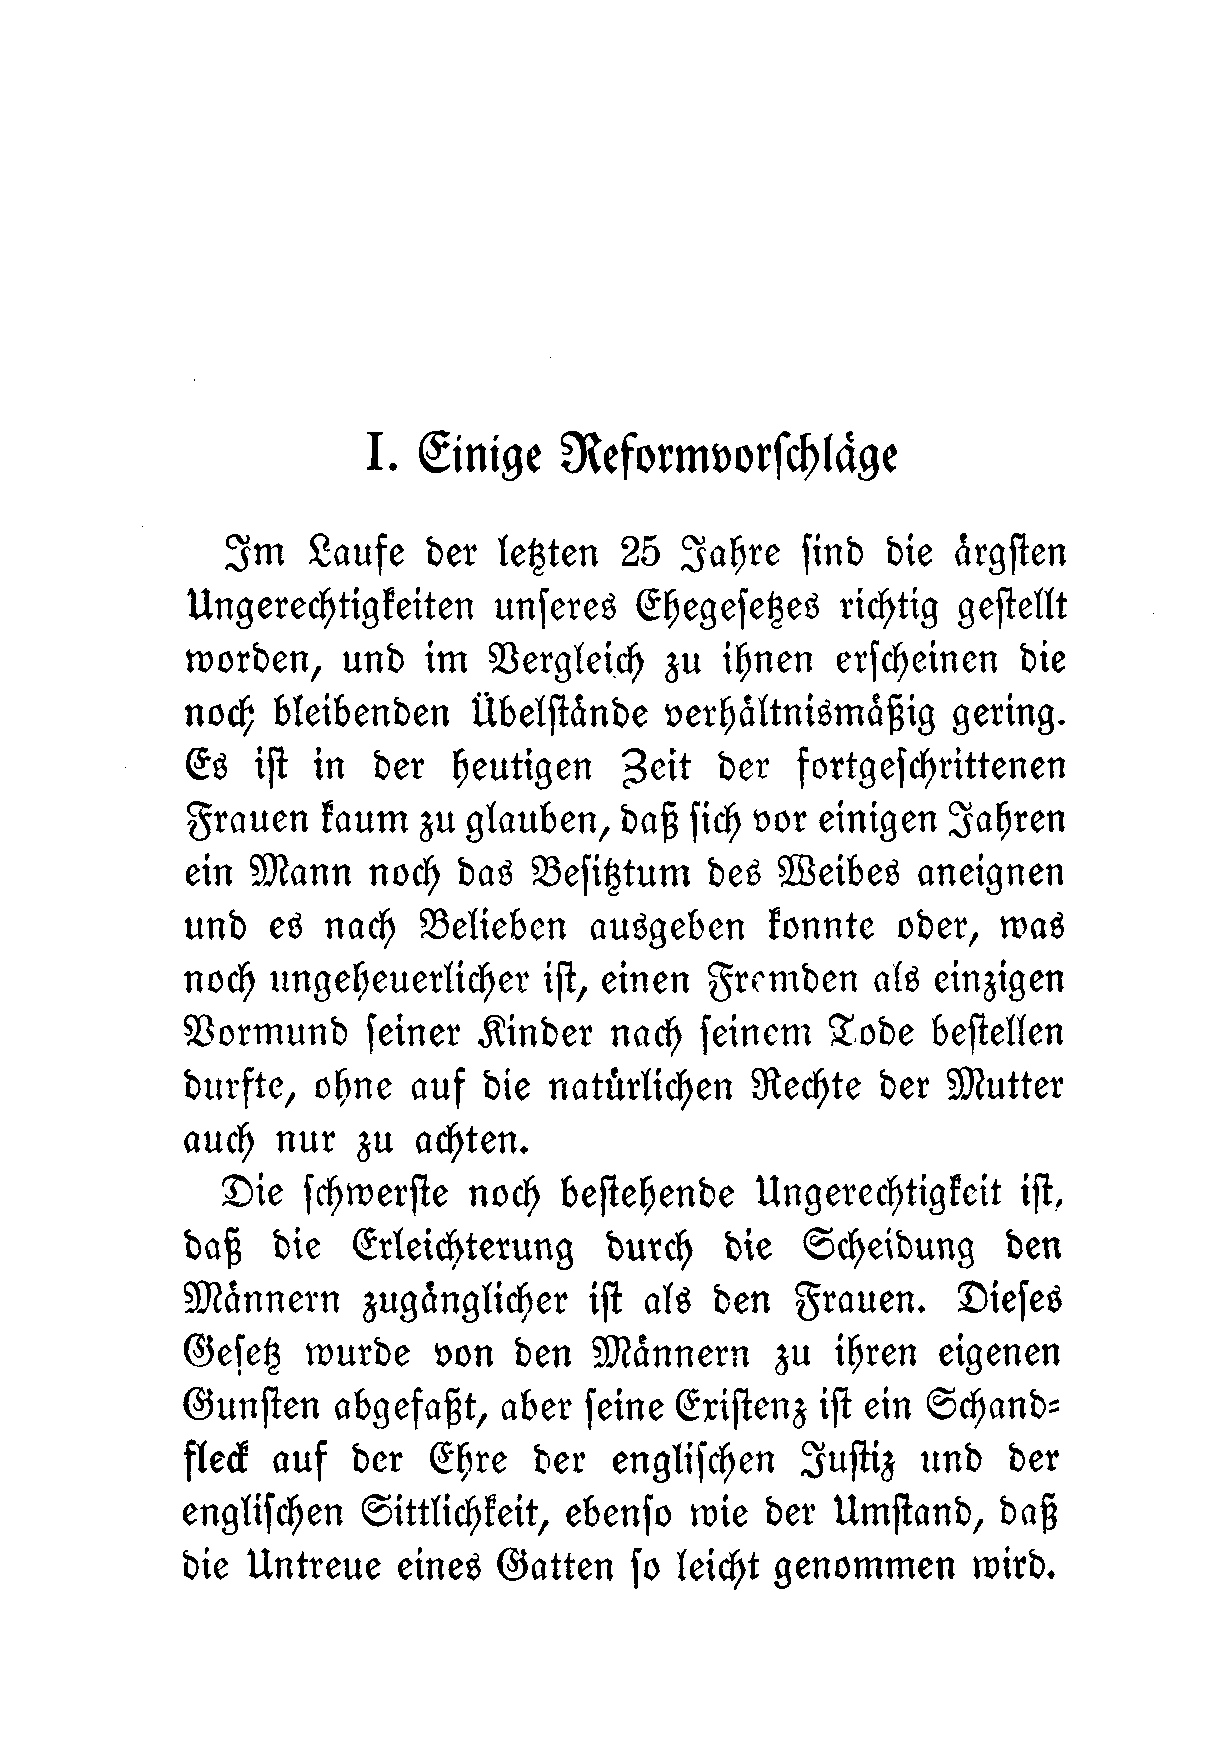 I. Einige Reformvorschläge
Im Laufe der letzten 25 Jahre sind die ärgsten
Ungerechtigkeiten unseres Ehegesetzes richtig gestellt
worden, und im Vergleich zu ihnen erscheinen die
noch bleibenden Übelstände verhältnismäßig gering.
Es ist in der heutigen Zeit der fortgeschrittenen
Frauen kaum zu glauben, daß sich vor einigen Jahren
ein Mann noch das Besitztum des Weibes aneignen
und es nach Belieben ausgeben konnte oder, was
noch ungeheuerlicher ist, einen Fremden als einzigen
Vormund seiner Kinder nach seinem Tode bestellen
durfte, ohne auf die natürlichen Rechte der Mutter
auch nur zu achten.
Die schwerste noch bestehende Ungerechtigkeit ist,
daß die Erleichterung durch die Scheidung den
Männern zugänglicher ist als den Frauen. Dieses
Gesetz wurde von den Männern zu ihren eigenen
Gunsten abgefaßt, aber seine Existenz ist ein Schand-
fleck auf der Ehre der englischen Justiz und der
englischen Sittlichkeit, ebenso wie der Umstand, daß
die Untreue eines Gatten so leicht genommen wird.